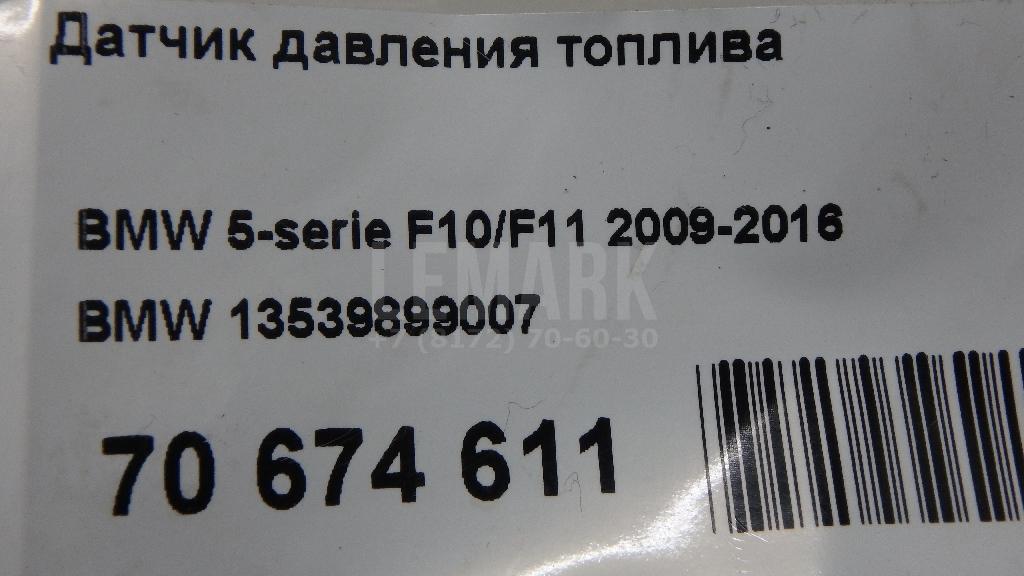 Датчик давления топлива
BMW 5-serie F10/F11 2009-2016
LEMARK
BMW 13539899007
+7 (8172) 70-60-30
70 674 611